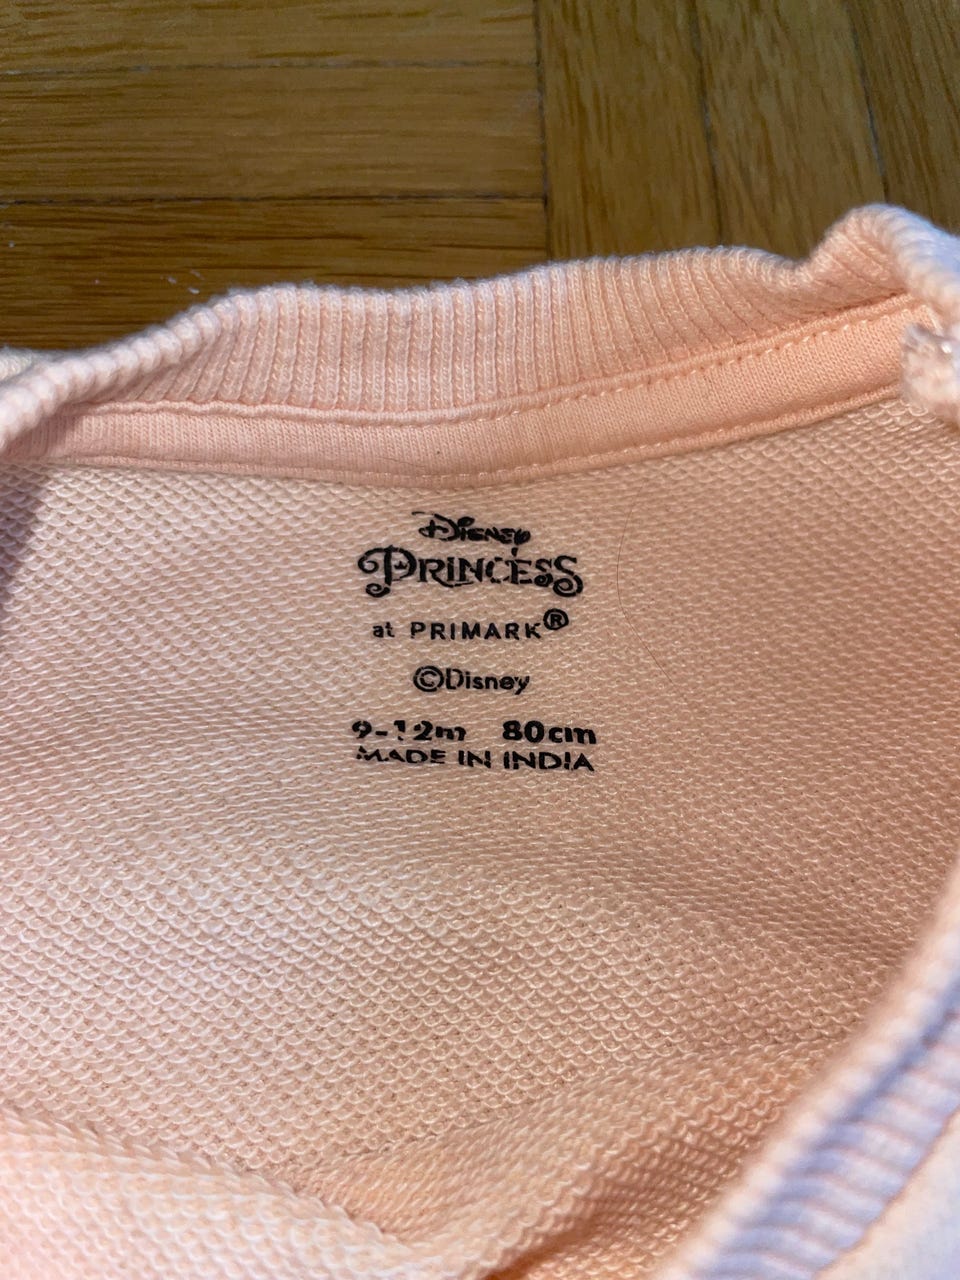 Disney
PRINCESS
at PRIMARK®
©Disney
9-12m 80cm
MADE IN INDIA